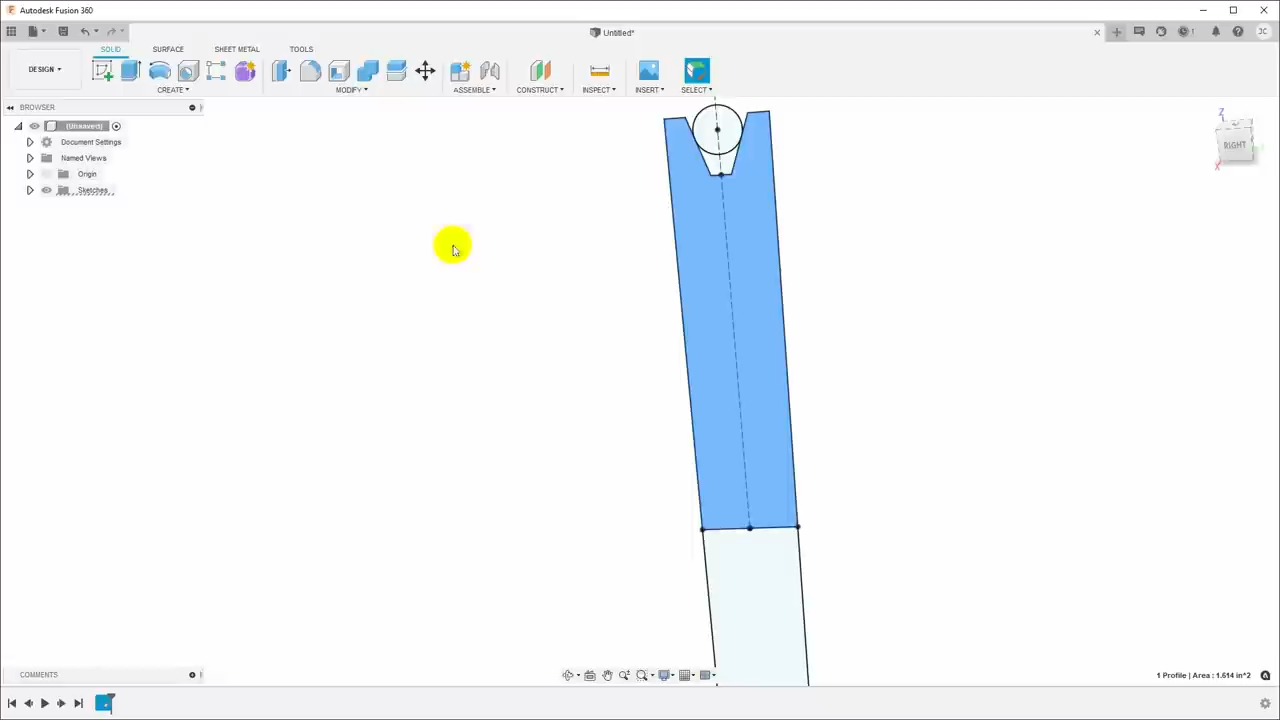 Autodesk Fusion 360
Untitled*
JC
SOLID SURFACE SHEET METAL TOOLS
DESIGN
CREATE MODIFY ASSEMBLE CONSTRUCT INSPECT INSERT SELECT
BROWSER
(Unsaved)
Document Settings
Named Views
Origin
Sketches
Z
RIGHT
X
COMMENTS
1 Profile | Area : 1.614 in^2